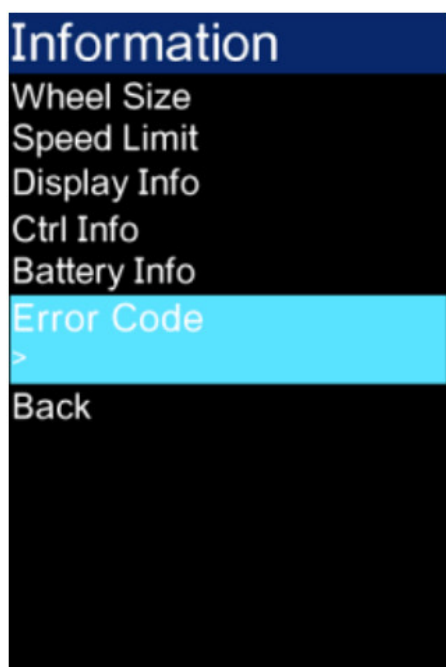 Information
Wheel Size
Speed Limit
Display Info
Ctrl Info
Battery Info
Error Code
>
Back